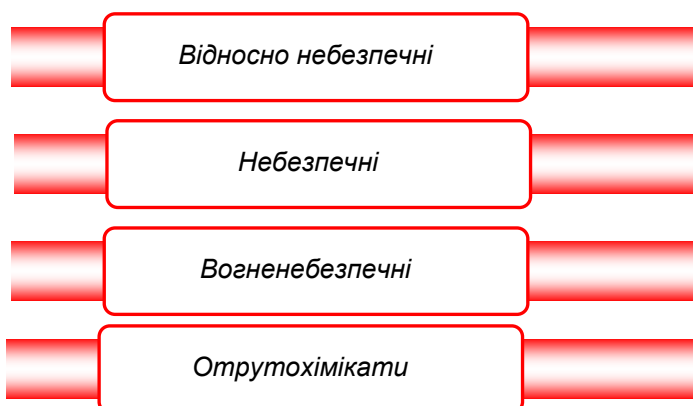 Відносно небезпечні
Небезпечні
Вогненебезпечні
Отрутохімікати